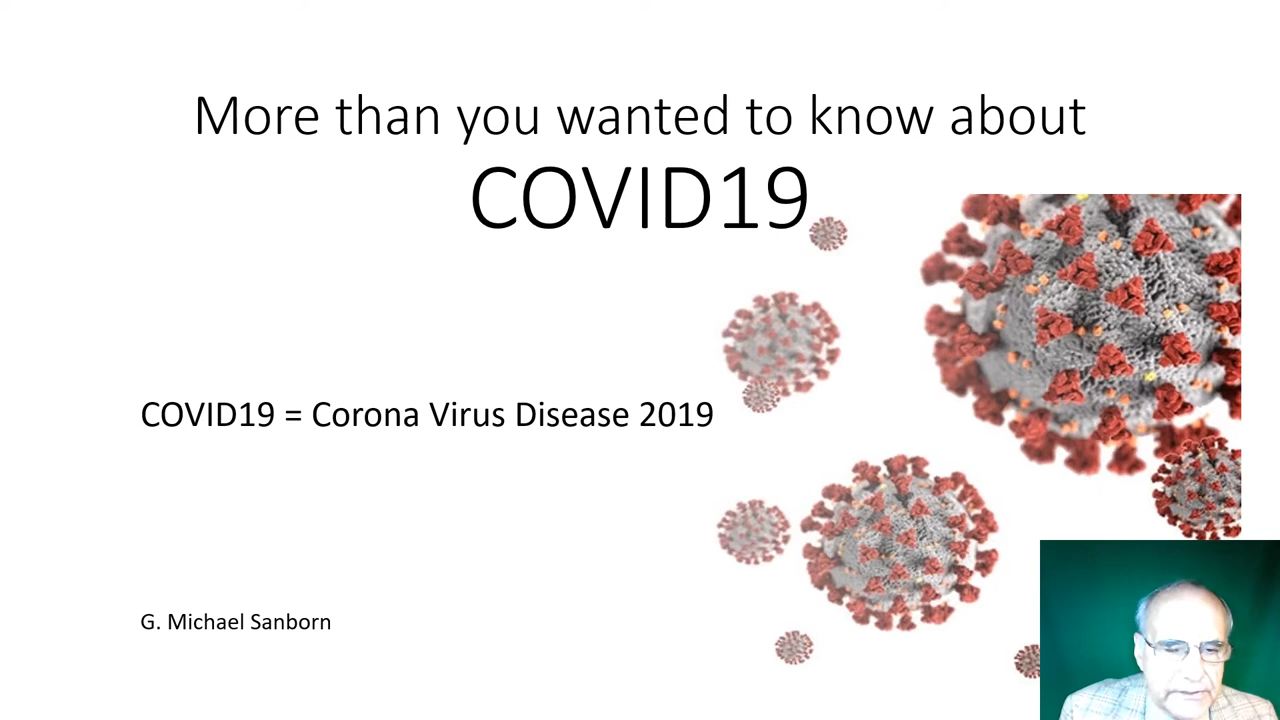 More than you wanted to know about
COVID19
COVID19 = Corona Virus Disease 2019
G. Michael Sanborn